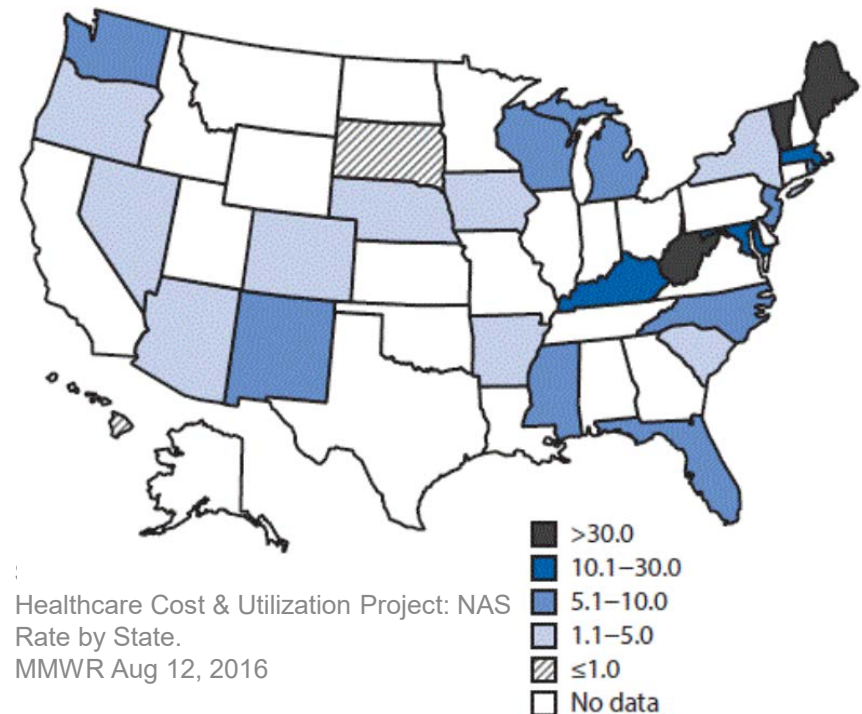 >30.0
10.1–30.0
5.1–10.0
1.1–5.0
≤1.0
No data
Healthcare Cost & Utilization Project: NAS
Rate by State.
MMWR Aug 12, 2016